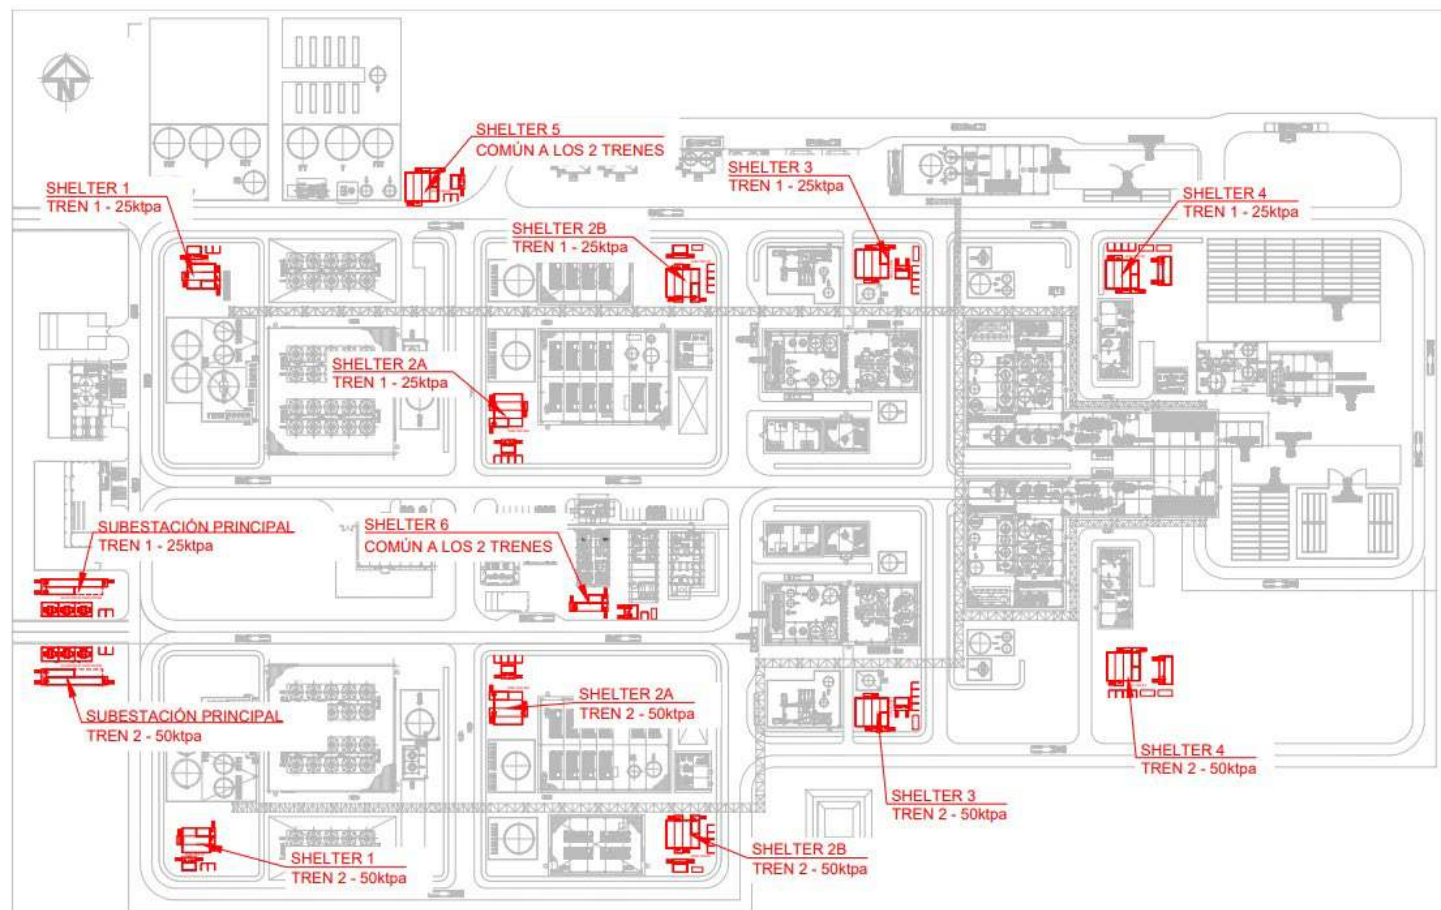 N
SHELTER 5
COMÚN A LOS 2 TRENES
SHELTER 1
TREN 1 - 25ktpa
SHELTER 3
TREN 1 - 25ktpa
SHELTER 4
TREN 1 - 25ktpa
SHELTER 2B
TREN 1 - 25ktpa
SHELTER 2A
TREN 1 - 25ktpa
SUBESTACIÓN PRINCIPAL
TREN 1 - 25ktpa
SHELTER 6
COMÚN A LOS 2 TRENES
SUBESTACIÓN PRINCIPAL
TREN 2 - 50ktpa
SHELTER 2A
TREN 2 - 50ktpa
SHELTER 4
TREN 2 - 50ktpa
SHELTER 3
TREN 2 - 50ktpa
SHELTER 1
TREN 2 - 50ktpa
SHELTER 2B
TREN 2 - 50ktpa